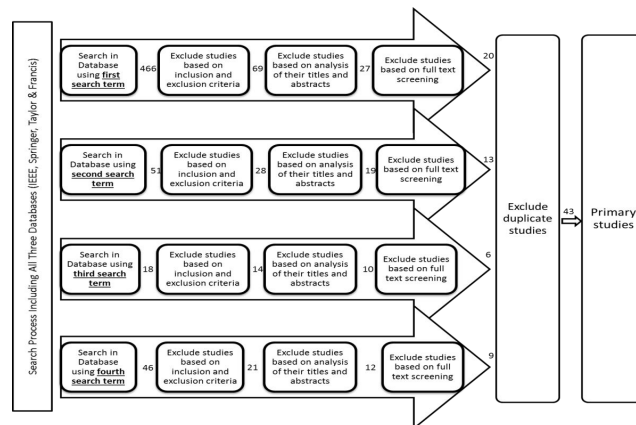 Search Process Including All Three Databases (IEEE, Springer, Taylor & Francis)
Search in
Database
using first
search term
466
Exclude studies
based on
inclusion and
exclusion criteria
69
Exclude studies
based on analysis
of their titles and
abstracts
27
Exclude studies
based on full text
screening
20
Search in
Database using
second search
term
51
Exclude studies
based on
inclusion and
exclusion criteria
28
Exclude studies
based on analysis
of their titles and
abstracts
19
Exclude studies
based on full text
screening
13
Search in
Database using
third search
term
18
Exclude studies
based on
inclusion and
exclusion criteria
14
Exclude studies
based on analysis
of their titles and
abstracts
10
Exclude studies
based on full
text screening
6
Search in
Database
using fourth
search term
46
Exclude studies
based on
inclusion and
exclusion criteria
21
Exclude studies
based on analysis
of their titles and
abstracts
12
Exclude studies
based on full
text screening
9
Exclude
duplicate
studies
43
Primary
studies